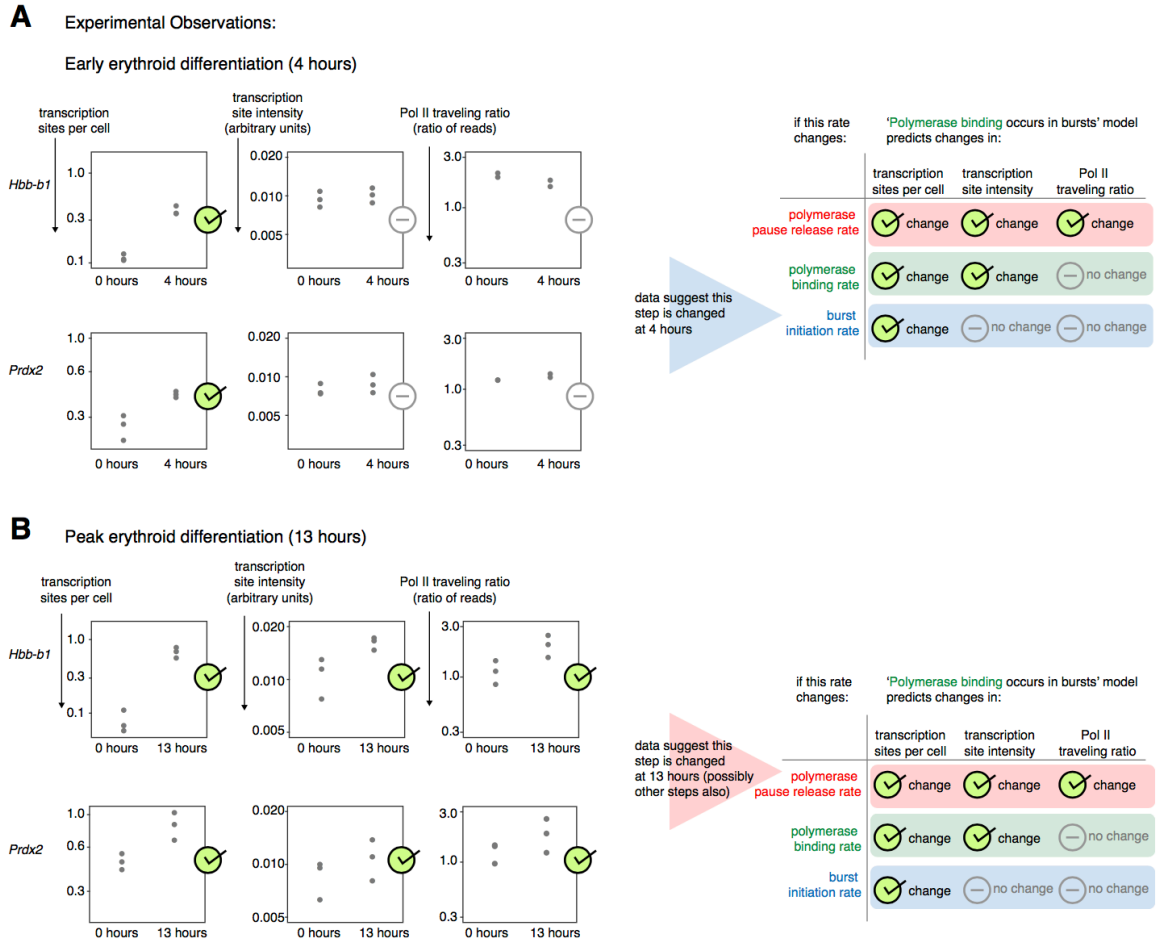 A
Experimental Observations:
Early erythroid differentiation (4 hours)
transcription
sites per cell
transcription
site intensity
(arbitrary units)
Pol II traveling ratio
(ratio of reads)
Hbb-b1
1.0
0.3
0.1
0 hours 4 hours
0.020
0.010
0.005
0 hours 4 hours
3.0
1.0
0.3
0 hours 4 hours
Prdx2
1.0
0.6
0.3
0 hours 4 hours
0.020
0.010
0.005
0 hours 4 hours
3.0
1.0
0.3
0 hours 4 hours
data suggest this
step is changed
at 4 hours
if this rate
changes:
'Polymerase binding occurs in bursts' model
predicts changes in:
transcription
sites per cell
transcription
site intensity
Pol II
traveling ratio
polymerase
pause release rate
change change change
polymerase
binding rate
change change no change
burst
initiation rate
change no change no change
B
Peak erythroid differentiation (13 hours)
transcription
sites per cell
transcription
site intensity
(arbitrary units)
Pol II traveling ratio
(ratio of reads)
Hbb-b1
1.0
0.1
0 hours 13 hours
0.020
0.010
0.005
0 hours 13 hours
3.0
1.0
0.3
0 hours 13 hours
Prdx2
1.0
0.6
0.3
0 hours 13 hours
0.020
0.010
0.005
0 hours 13 hours
3.0
1.0
0.3
0 hours 13 hours
data suggest this
step is changed
at 13 hours (possibly
other steps also)
if this rate
changes:
'Polymerase binding occurs in bursts' model
predicts changes in:
transcription
sites per cell
transcription
site intensity
Pol II
traveling ratio
polymerase
pause release rate
change change change
polymerase
binding rate
change change no change
burst
initiation rate
change no change no change